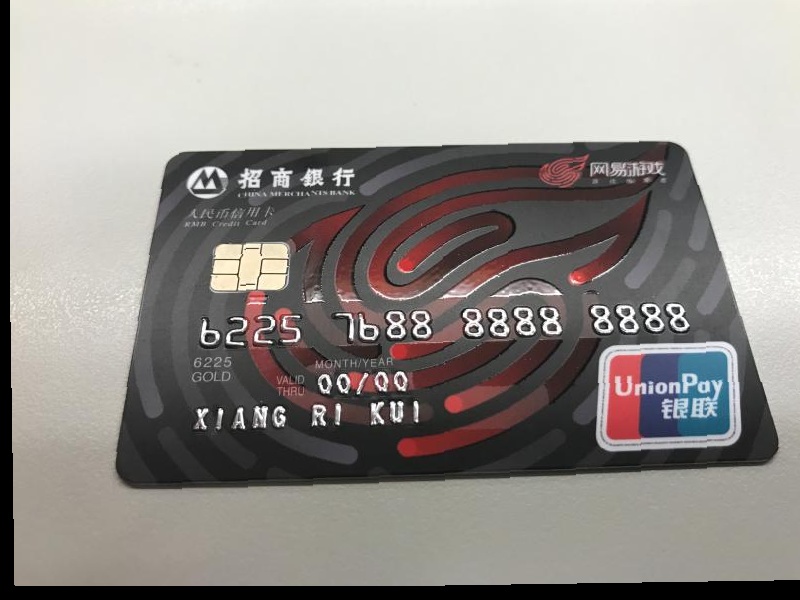 招商銀行
CHINA MERCHANTS BANK
网易游戏
人民币信用卡
RMB Credit Card
6225 7688 8888 8888
6225
GOLD
MONTH/YEAR
VALID
THRU
00/00
XIANG RI KUI
UnionPay
银联